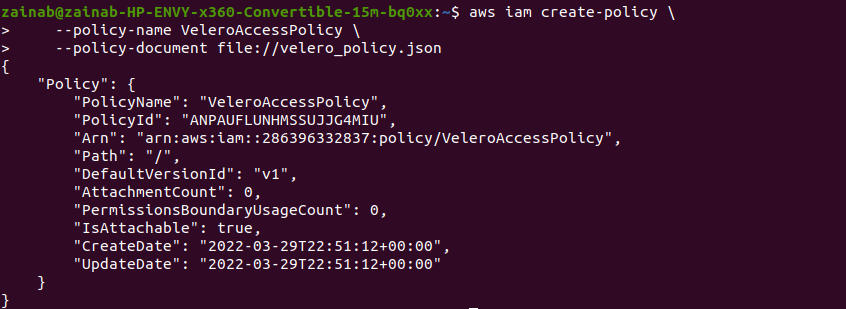 zainab@zainab-HP-ENVY-x360-Convertible-15m-bq0xx:~$ aws iam create-policy \
>     --policy-name VeleroAccessPolicy \
>     --policy-document file://velero_policy.json
{
    "Policy": {
        "PolicyName": "VeleroAccessPolicy",
        "PolicyId": "ANPAUFLUNHMSSUJJG4MIU",
        "Arn": "arn:aws:iam::286396332837:policy/VeleroAccessPolicy",
        "Path": "/",
        "DefaultVersionId": "v1",
        "AttachmentCount": 0,
        "PermissionsBoundaryUsageCount": 0,
        "IsAttachable": true,
        "CreateDate": "2022-03-29T22:51:12+00:00",
        "UpdateDate": "2022-03-29T22:51:12+00:00"
    }
}